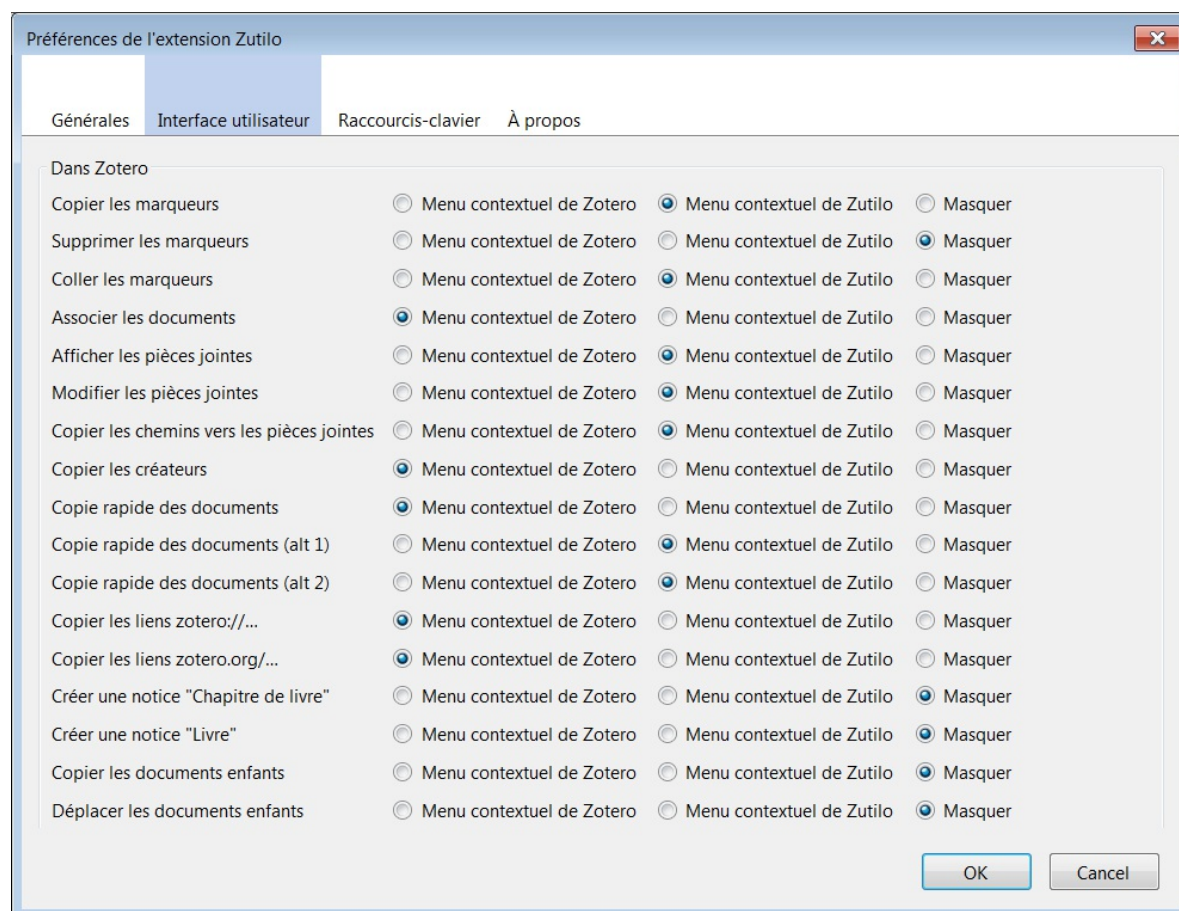 Préférences de l'extension Zutilo
Générales Interface utilisateur Raccourcis-clavier À propos
Dans Zotero
Copier les marqueurs Menu contextuel de Zotero Menu contextuel de Zutilo Masquer
Supprimer les marqueurs Menu contextuel de Zotero Menu contextuel de Zutilo Masquer
Coller les marqueurs Menu contextuel de Zotero Menu contextuel de Zutilo Masquer
Associer les documents Menu contextuel de Zotero Menu contextuel de Zutilo Masquer
Afficher les pièces jointes Menu contextuel de Zotero Menu contextuel de Zutilo Masquer
Modifier les pièces jointes Menu contextuel de Zotero Menu contextuel de Zutilo Masquer
Copier les chemins vers les pièces jointes Menu contextuel de Zotero Menu contextuel de Zutilo Masquer
Copier les créateurs Menu contextuel de Zotero Menu contextuel de Zutilo Masquer
Copie rapide des documents Menu contextuel de Zotero Menu contextuel de Zutilo Masquer
Copie rapide des documents (alt 1) Menu contextuel de Zotero Menu contextuel de Zutilo Masquer
Copie rapide des documents (alt 2) Menu contextuel de Zotero Menu contextuel de Zutilo Masquer
Copier les liens zotero://... Menu contextuel de Zotero Menu contextuel de Zutilo Masquer
Copier les liens zotero.org/... Menu contextuel de Zotero Menu contextuel de Zutilo Masquer
Créer une notice "Chapitre de livre" Menu contextuel de Zotero Menu contextuel de Zutilo Masquer
Créer une notice "Livre" Menu contextuel de Zotero Menu contextuel de Zutilo Masquer
Copier les documents enfants Menu contextuel de Zotero Menu contextuel de Zutilo Masquer
Déplacer les documents enfants Menu contextuel de Zotero Menu contextuel de Zutilo Masquer
OK Cancel